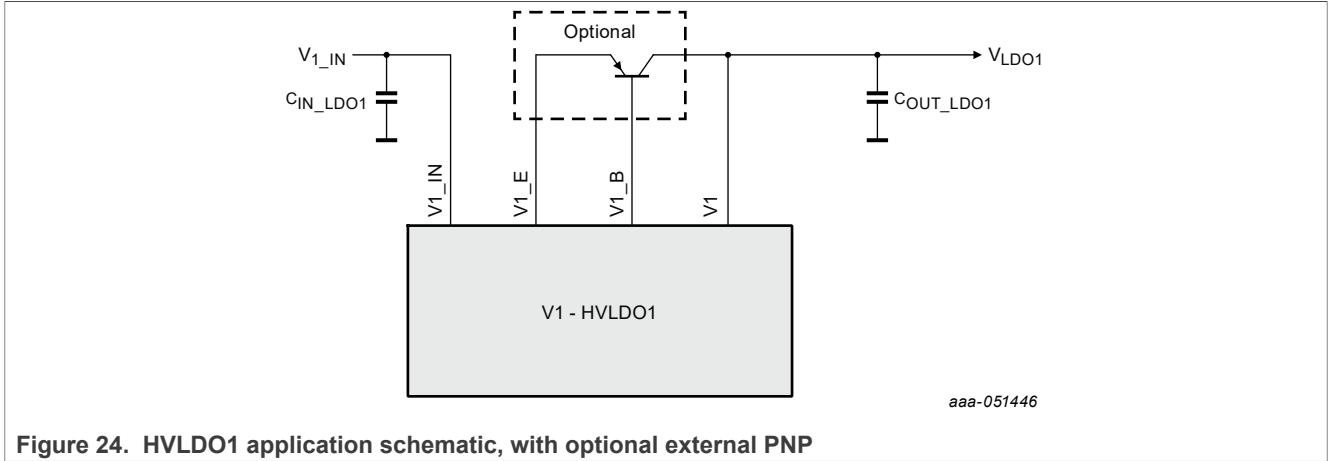 Optional
V1_IN
VLDO1
CIN_LDO1
COUT_LDO1
V1_IN
V1_E
V1_B
V1
V1 - HVLDO1
aaa-051446
Figure 24. HVLDO1 application schematic, with optional external PNP